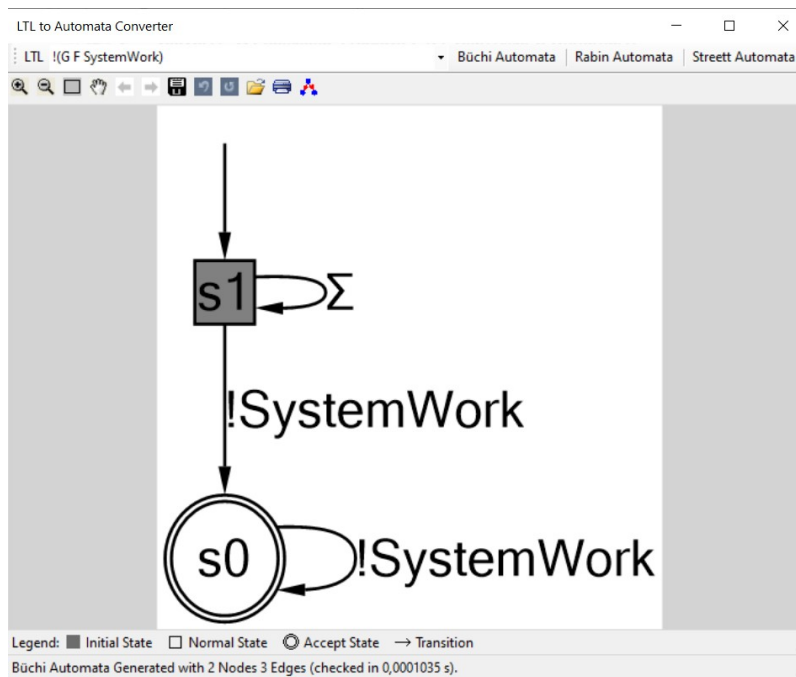 LTL to Automata Converter
LTL !(G F SystemWork) Büchi Automata Rabin Automata Streett Automata
s1 Σ
!SystemWork
s0 !SystemWork
Legend: Initial State Normal State Accept State Transition
Büchi Automata Generated with 2 Nodes 3 Edges (checked in 0,0001035 s).